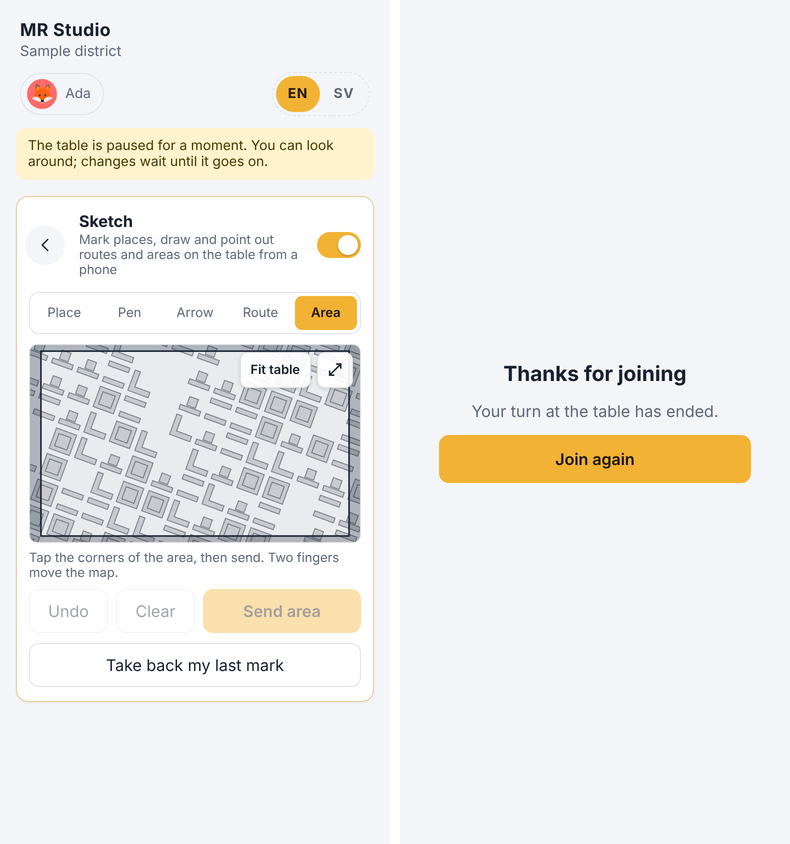 MR Studio
Sample district
Ada
EN SV
The table is paused for a moment. You can look
around; changes wait until it goes on.
Sketch
Mark places, draw and point out
routes and areas on the table from a
phone
Place Pen Arrow Route Area
Fit table
Tap the corners of the area, then send. Two fingers
move the map.
Undo Clear Send area
Take back my last mark
Thanks for joining
Your turn at the table has ended.
Join again